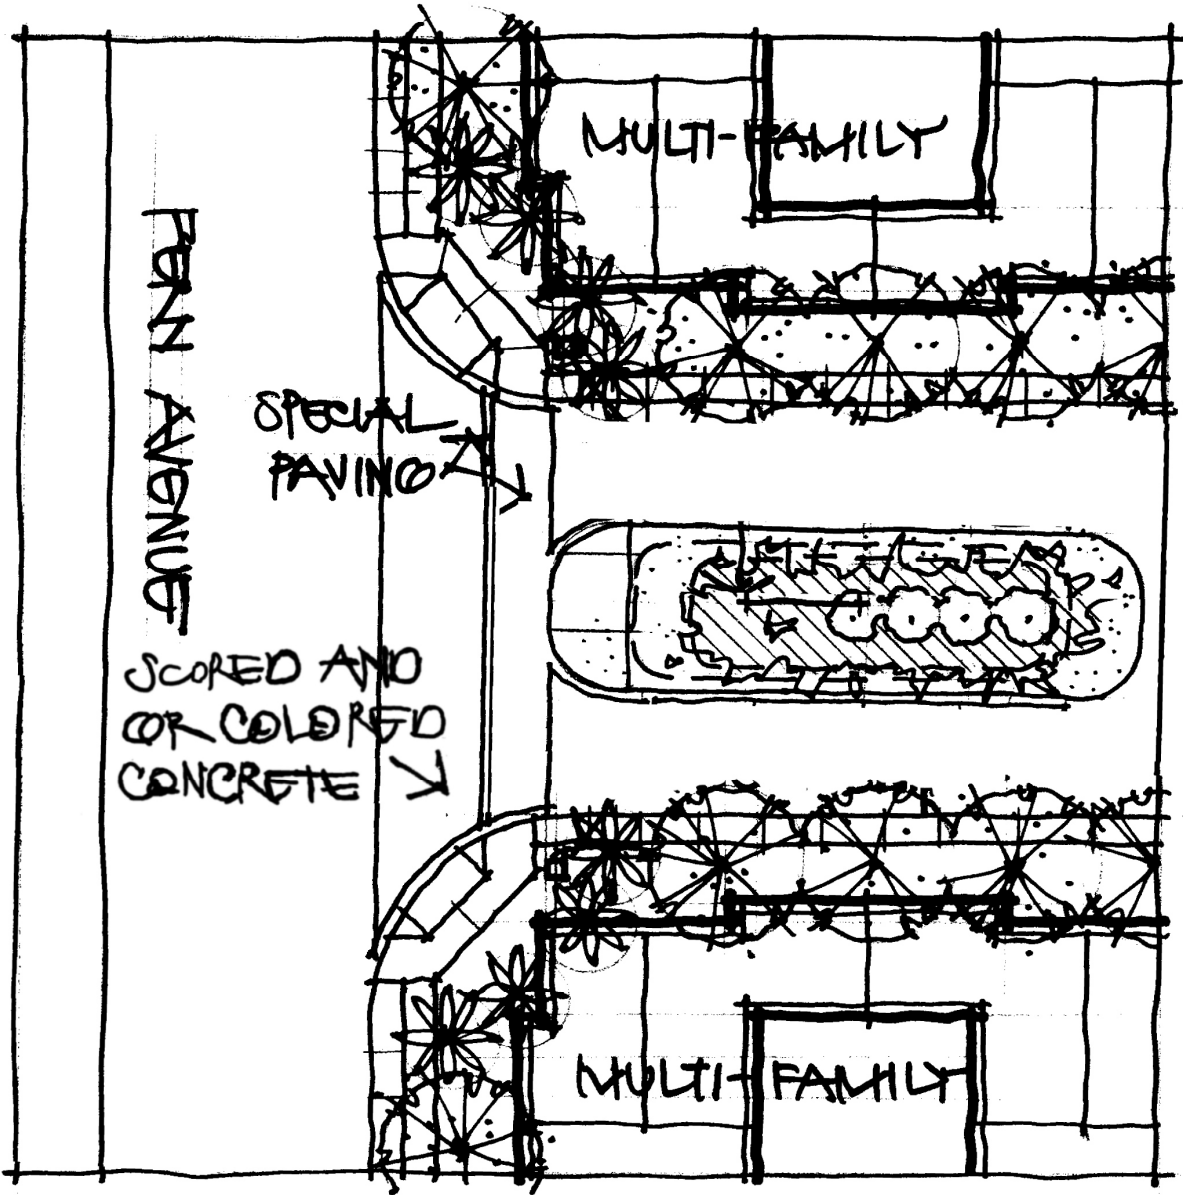 MULTI-FAMILY
PENN AVENUE
SPECIAL
PAVING
SCORED AND
OR COLORED
CONCRETE
MULTI-FAMILY